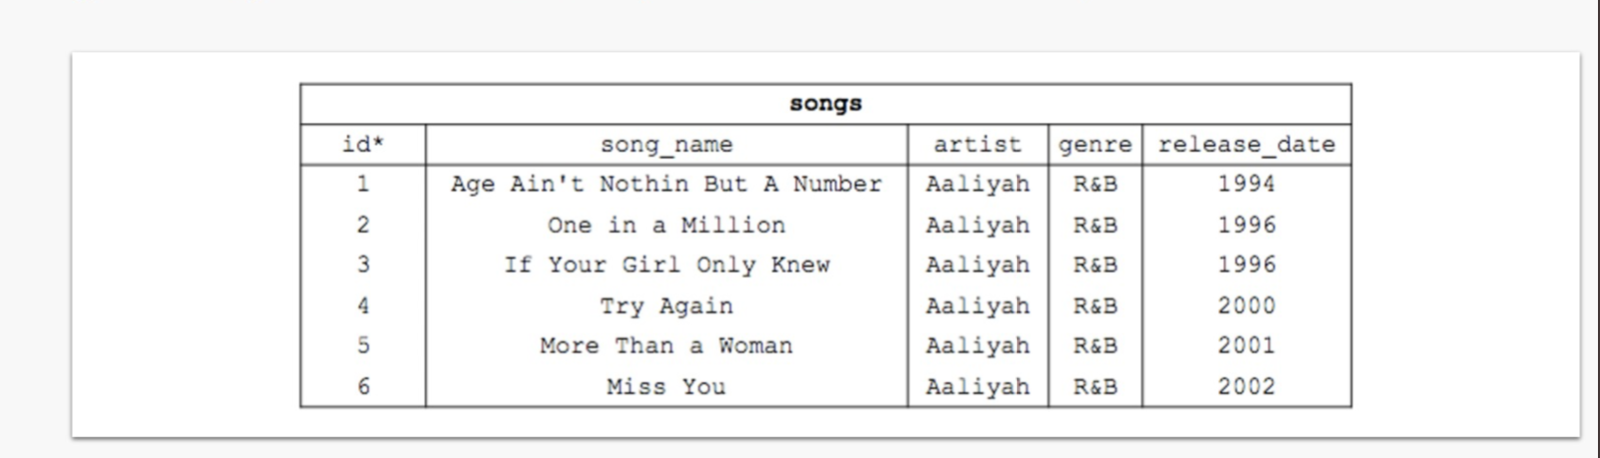 songs
id* song_name artist genre release_date
1 Age Ain't Nothin But A Number Aaliyah R&B 1994
2 One in a Million Aaliyah R&B 1996
3 If Your Girl Only Knew Aaliyah R&B 1996
4 Try Again Aaliyah R&B 2000
5 More Than a Woman Aaliyah R&B 2001
6 Miss You Aaliyah R&B 2002